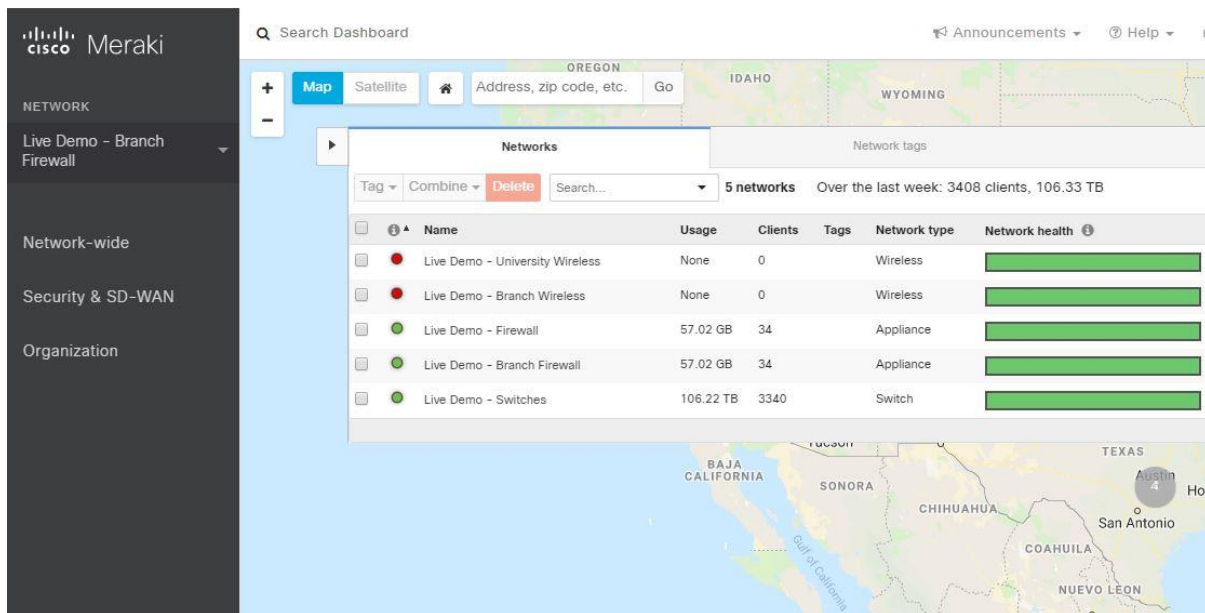 cisco Meraki
NETWORK
Live Demo - Branch
Firewall
Network-wide
Security & SD-WAN
Organization
Search Dashboard
Announcements
Help
Map
Satellite
Address, zip code, etc.
Go
OREGON
IDAHO
WYOMING
Networks
Network tags
Tag
Combine
Delete
Search...
5 networks
Over the last week: 3408 clients, 106.33 TB
Name Usage Clients Tags Network type Network health
Live Demo - University Wireless None 0 Wireless
Live Demo - Branch Wireless None 0 Wireless
Live Demo - Firewall 57.02 GB 34 Appliance
Live Demo - Branch Firewall 57.02 GB 34 Appliance
Live Demo - Switches 106.22 TB 3340 Switch
Tucson
TEXAS
BAJA
CALIFORNIA
SONORA
Austin
4
Ho
CHIHUAHUA
San Antonio
Gulf of California
COAHUILA
NUEVO LEON